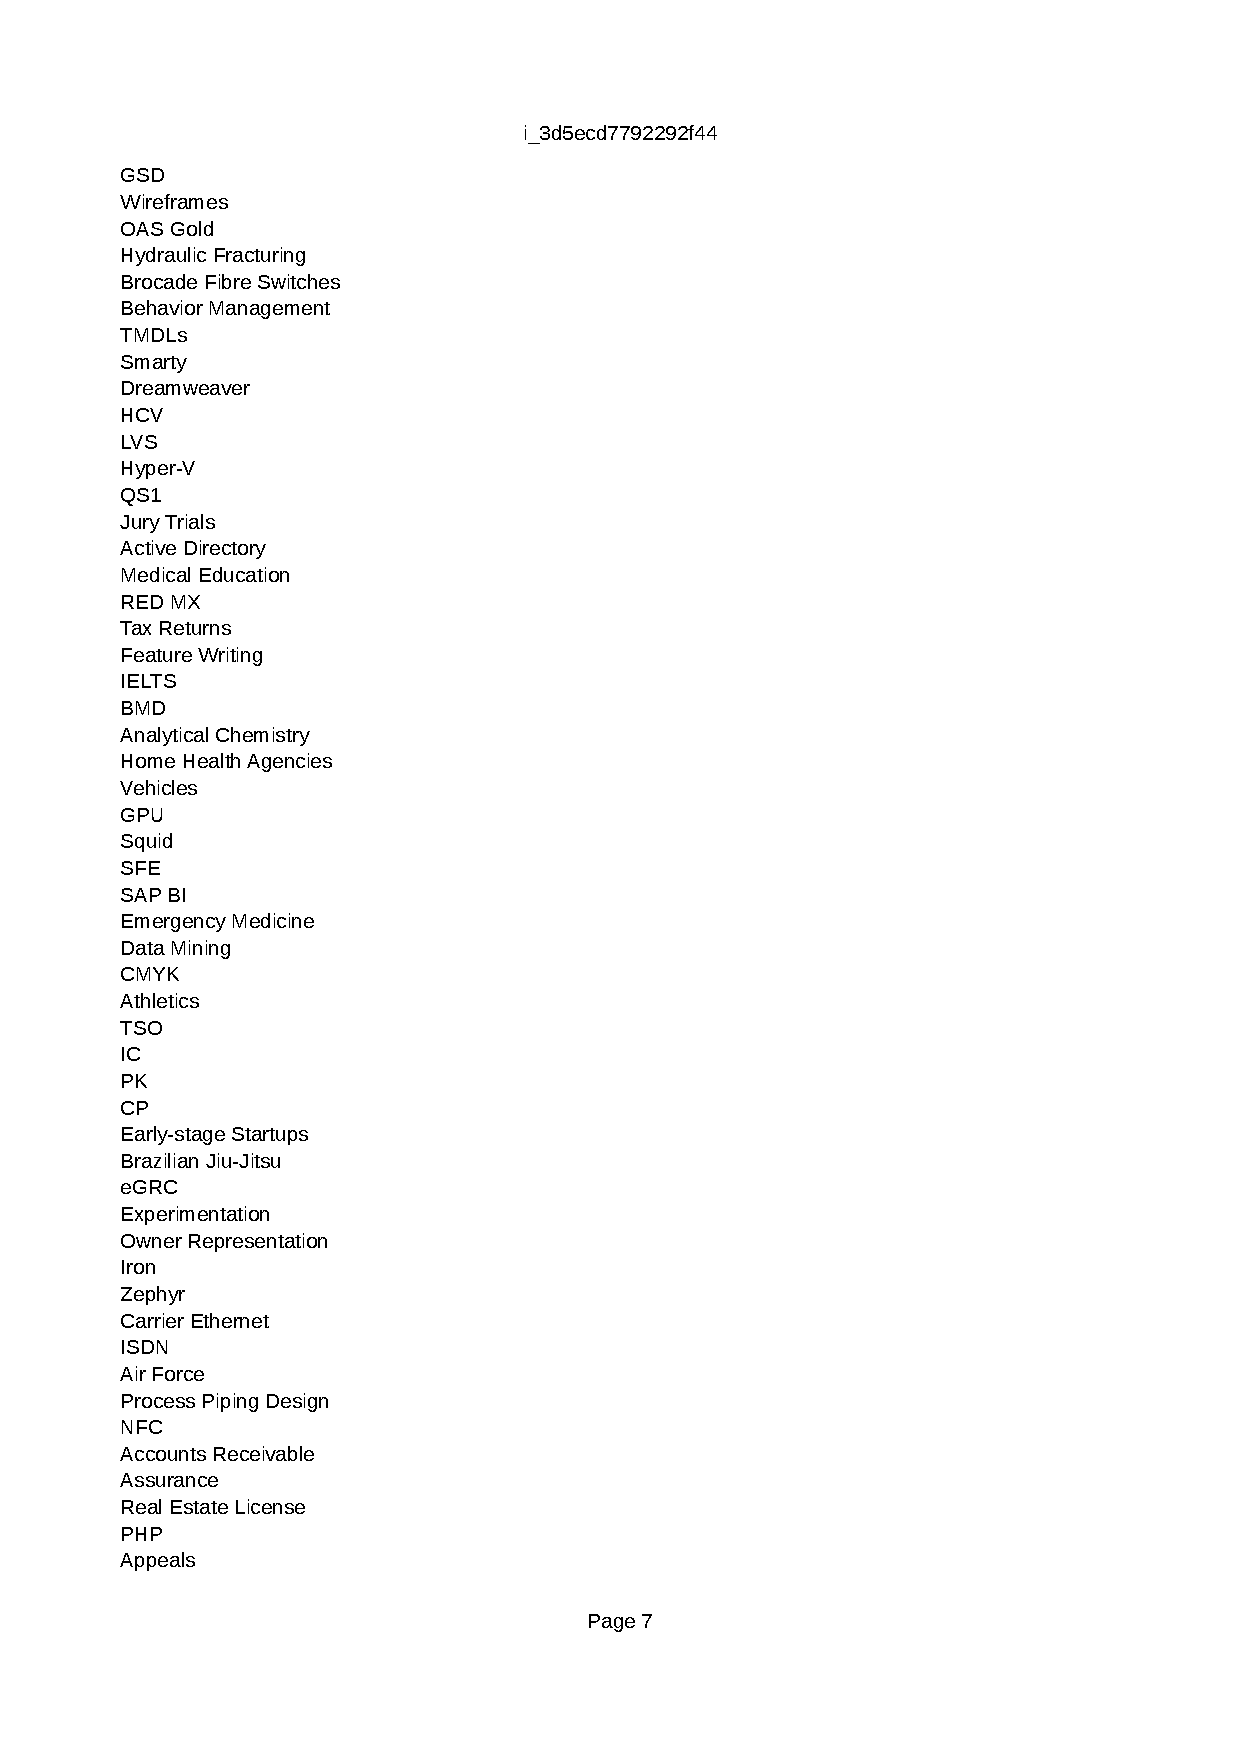 i_3d5ecd7792292f44
GSD
Wireframes
OAS Gold
Hydraulic Fracturing
Brocade Fibre Switches
Behavior Management
TMDLs
Smarty
Dreamweaver
HCV
LVS
Hyper-V
QS1
Jury Trials
Active Directory
Medical Education
RED MX
Tax Returns
Feature Writing
IELTS
BMD
Analytical Chemistry
Home Health Agencies
Vehicles
GPU
Squid
SFE
SAP BI
Emergency Medicine
Data Mining
CMYK
Athletics
TSO
IC
PK
CP
Early-stage Startups
Brazilian Jiu-Jitsu
eGRC
Experimentation
Owner Representation
Iron
Zephyr
Carrier Ethernet
ISDN
Air Force
Process Piping Design
NFC
Accounts Receivable
Assurance
Real Estate License
PHP
Appeals
Page 7